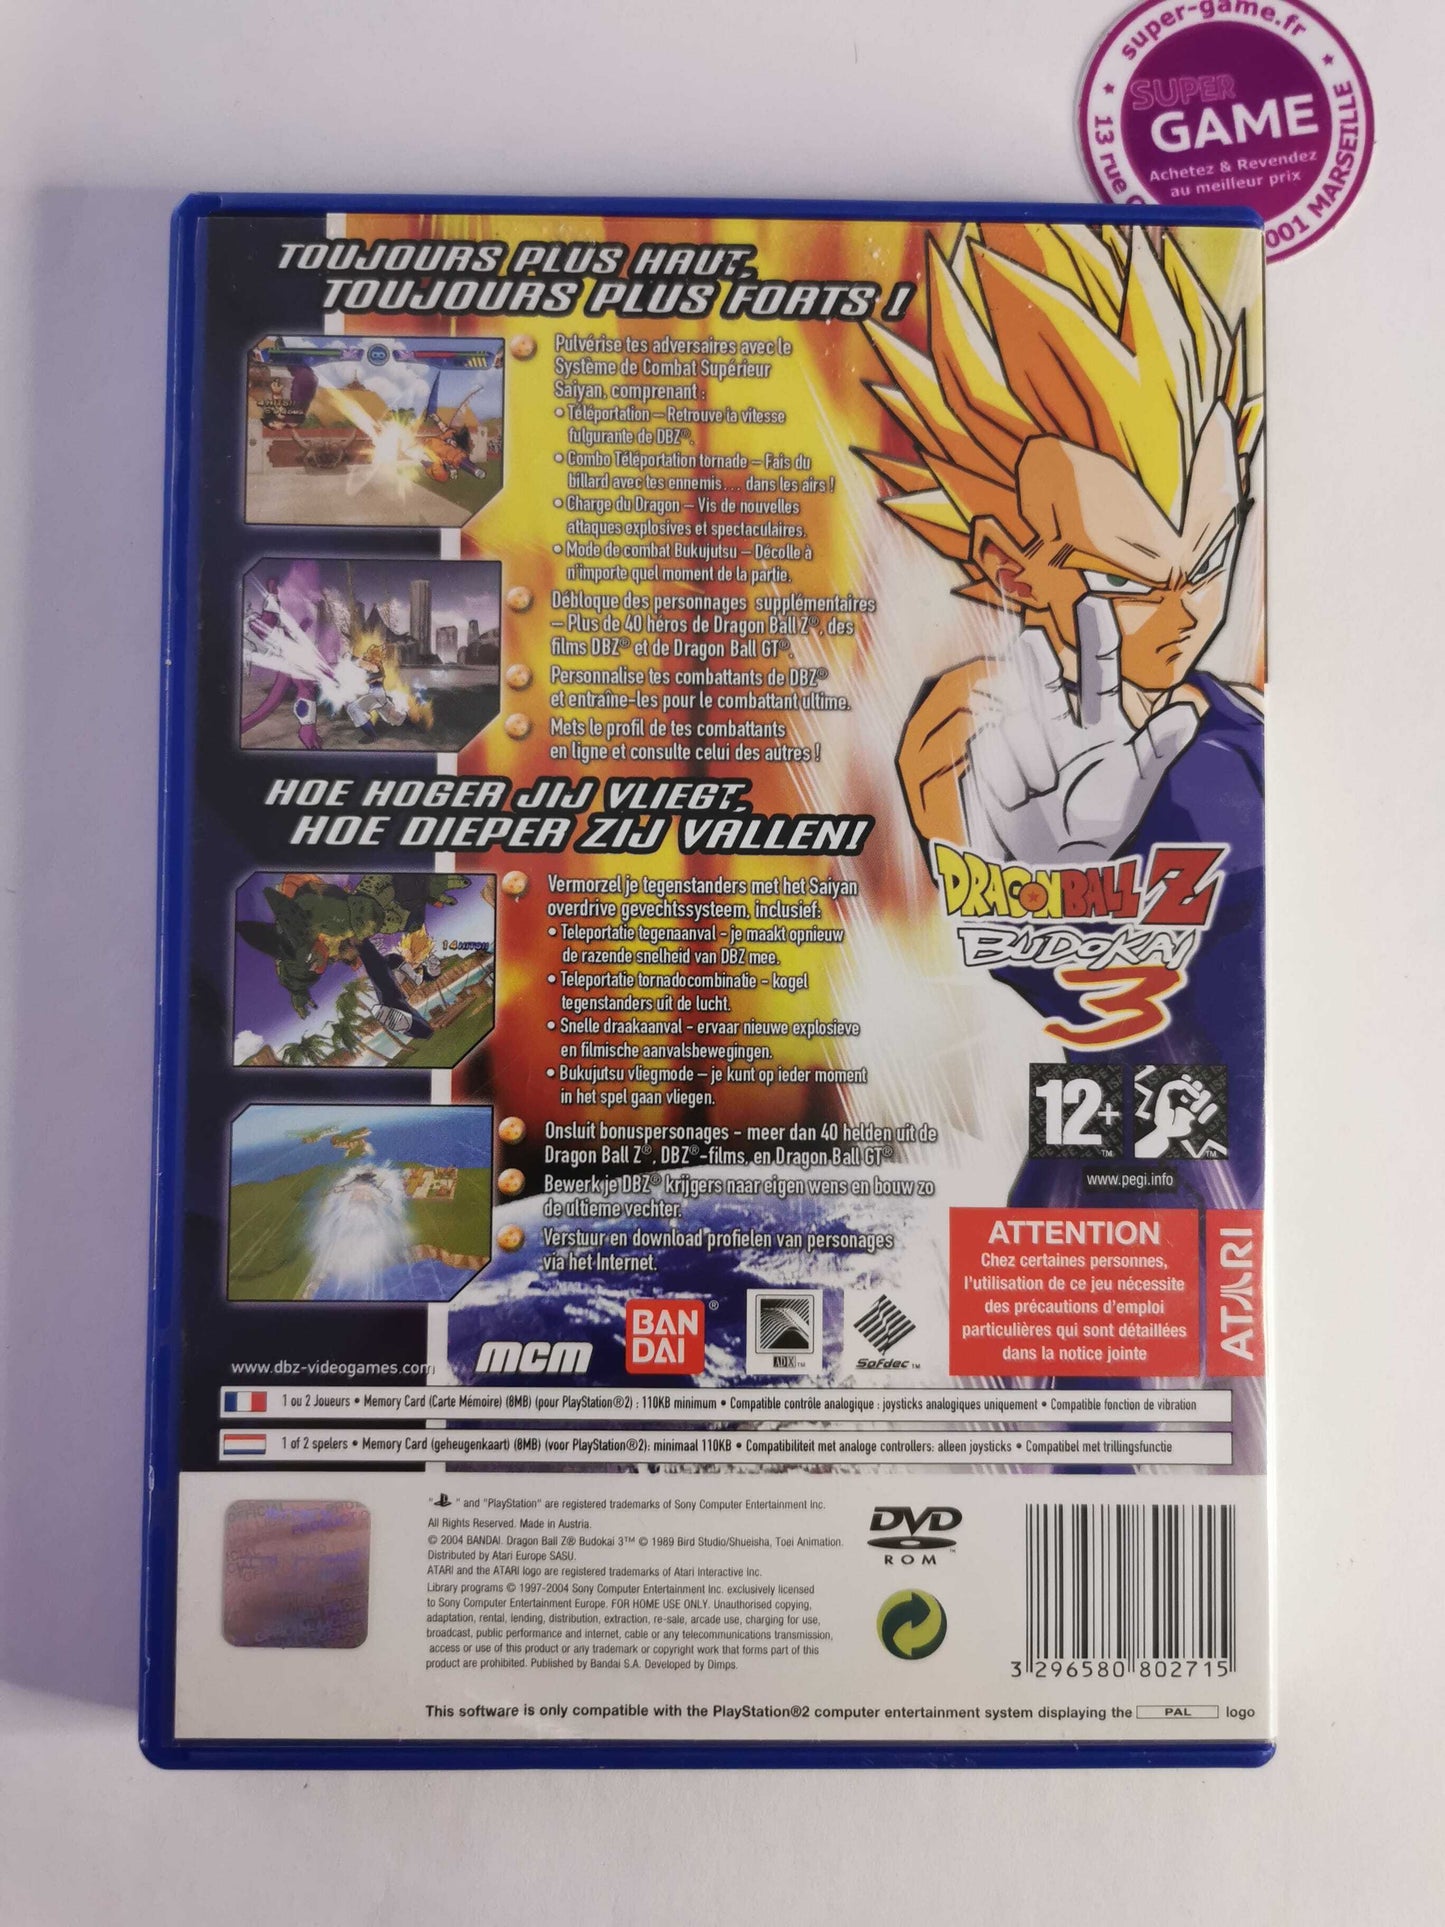 super-game.fr
SUPER
GAME
Achetez & Revendez
au meilleur prix
13 rue
001 MARSEILLE
TOUJOURS PLUS HAUT,
TOUJOURS PLUS FORTS !
Pulvérise tes adversaires avec le
Système de Combat Supérieur
Saiyan, comprenant :
• Téléportation – Retrouve la vitesse
fulgurante de DBZ®.
• Combo Téléportation tornade – Fais du
billard avec tes ennemis... dans les airs !
• Charge du Dragon – Vis de nouvelles
attaques explosives et spectaculaires.
• Mode de combat Bukujutsu – Décolle à
n'importe quel moment de la partie.
Débloque des personnages supplémentaires
– Plus de 40 héros de Dragon Ball Z®, des
films DBZ® et de Dragon Ball GT®.
Personnalise tes combattants de DBZ®
et entraîne-les pour le combattant ultime.
Mets le profil de tes combattants
en ligne et consulte celui des autres !
HOE HOGER JIJ VLIEGT,
HOE DIEPER ZIJ VALLEN!
Vermorzel je tegenstanders met het Saiyan
overdrive gevechtssysteem, inclusief:
• Teleportatie tegenaanval - je maakt opnieuw
de razende snelheid van DBZ mee.
• Teleportatie tornadocombinatie - kogel
tegenstanders uit de lucht.
• Snelle draakaanval - ervaar nieuwe explosieve
en filmische aanvalsbewegingen.
• Bukujutsu vliegmode – je kunt op ieder moment
in het spel gaan vliegen.
Onsluit bonuspersonages - meer dan 40 helden uit de
Dragon Ball Z®, DBZ®-films, en Dragon Ball GT®
Bewerk je DBZ® krijgers naar eigen wens en bouw zo
de ultieme vechter.
Verstuur en download profielen van personages
via het Internet.
14 HITON
DRAGON BALL Z
BUDOKAI
3
12+
™
™
www.pegi.info
ATTENTION
Chez certaines personnes,
l'utilisation de ce jeu nécessite
des précautions d'emploi
particulières qui sont détaillées
dans la notice jointe
ATARI
www.dbz-videogames.com
mcm
BAN
DAI
®
ADX™
Sofdec™
1 ou 2 Joueurs • Memory Card (Carte Mémoire) (8MB) (pour PlayStation®2) : 110KB minimum • Compatible contrôle analogique : joysticks analogiques uniquement • Compatible fonction de vibration
1 of 2 spelers • Memory Card (geheugenkaart) (8MB) (voor PlayStation®2): minimaal 110KB • Compatibiliteit met analoge controllers: alleen joysticks • Compatibel met trillingsfunctie
" " and "PlayStation" are registered trademarks of Sony Computer Entertainment Inc.
All Rights Reserved. Made in Austria.
© 2004 BANDAI. Dragon Ball Z® Budokai 3™ © 1989 Bird Studio/Shueisha, Toei Animation.
Distributed by Atari Europe SASU.
ATARI and the ATARI logo are registered trademarks of Atari Interactive Inc.
Library programs © 1997-2004 Sony Computer Entertainment Inc. exclusively licensed
to Sony Computer Entertainment Europe. FOR HOME USE ONLY. Unauthorised copying,
adaptation, rental, lending, distribution, extraction, re-sale, arcade use, charging for use,
broadcast, public performance and internet, cable or any telecommunications transmission,
access or use of this product or any trademark or copyright work that forms part of this
product are prohibited. Published by Bandai S.A. Developed by Dimps.
DVD
ROM
3 296580 802715
This software is only compatible with the PlayStation®2 computer entertainment system displaying the PAL logo